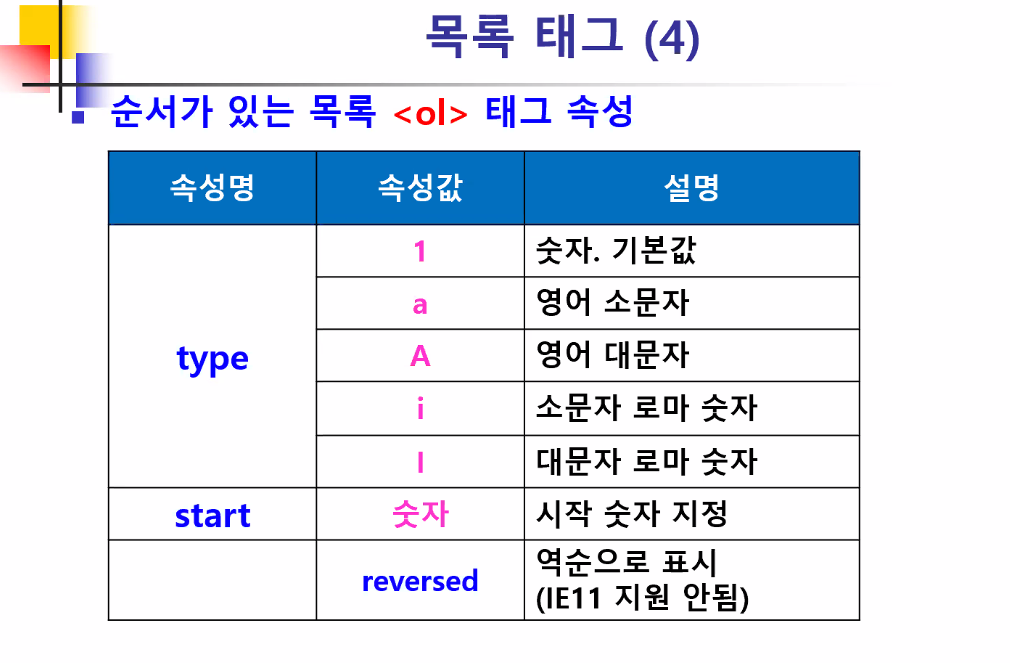 목록 태그 (4)
순서가 있는 목록 <ol> 태그 속성
속성명 속성값 설명
type
1 숫자. 기본값
a 영어 소문자
A 영어 대문자
i 소문자 로마 숫자
I 대문자 로마 숫자
start 숫자 시작 숫자 지정
reversed 역순으로 표시
(IE11 지원 안됨)